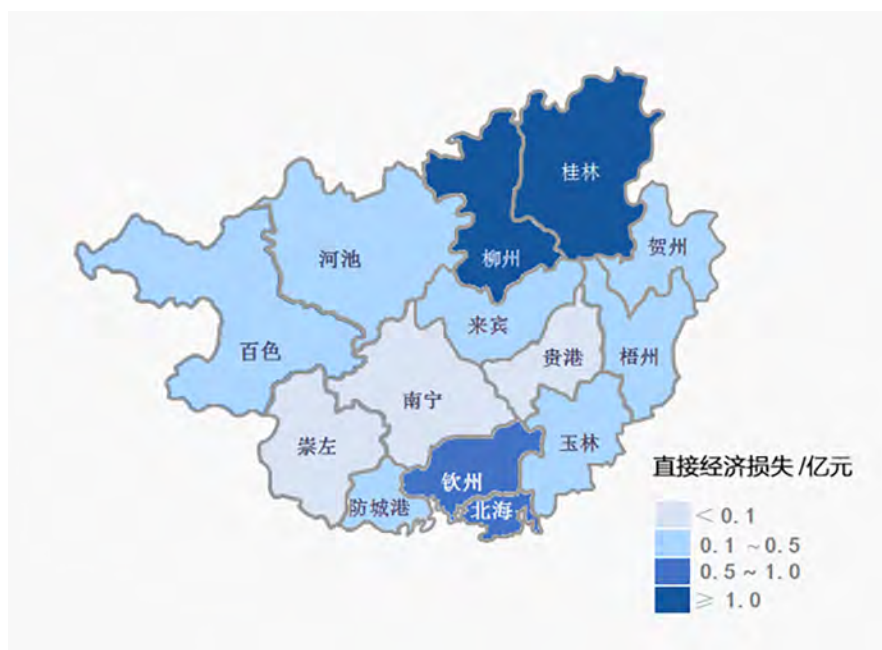 桂林
贺州
河池
柳州
来宾
百色
贵港
梧州
南宁
崇左
玉林
钦州
防城港
北海
直接经济损失/亿元
＜0.1
0.1~0.5
0.5~1.0
≥1.0